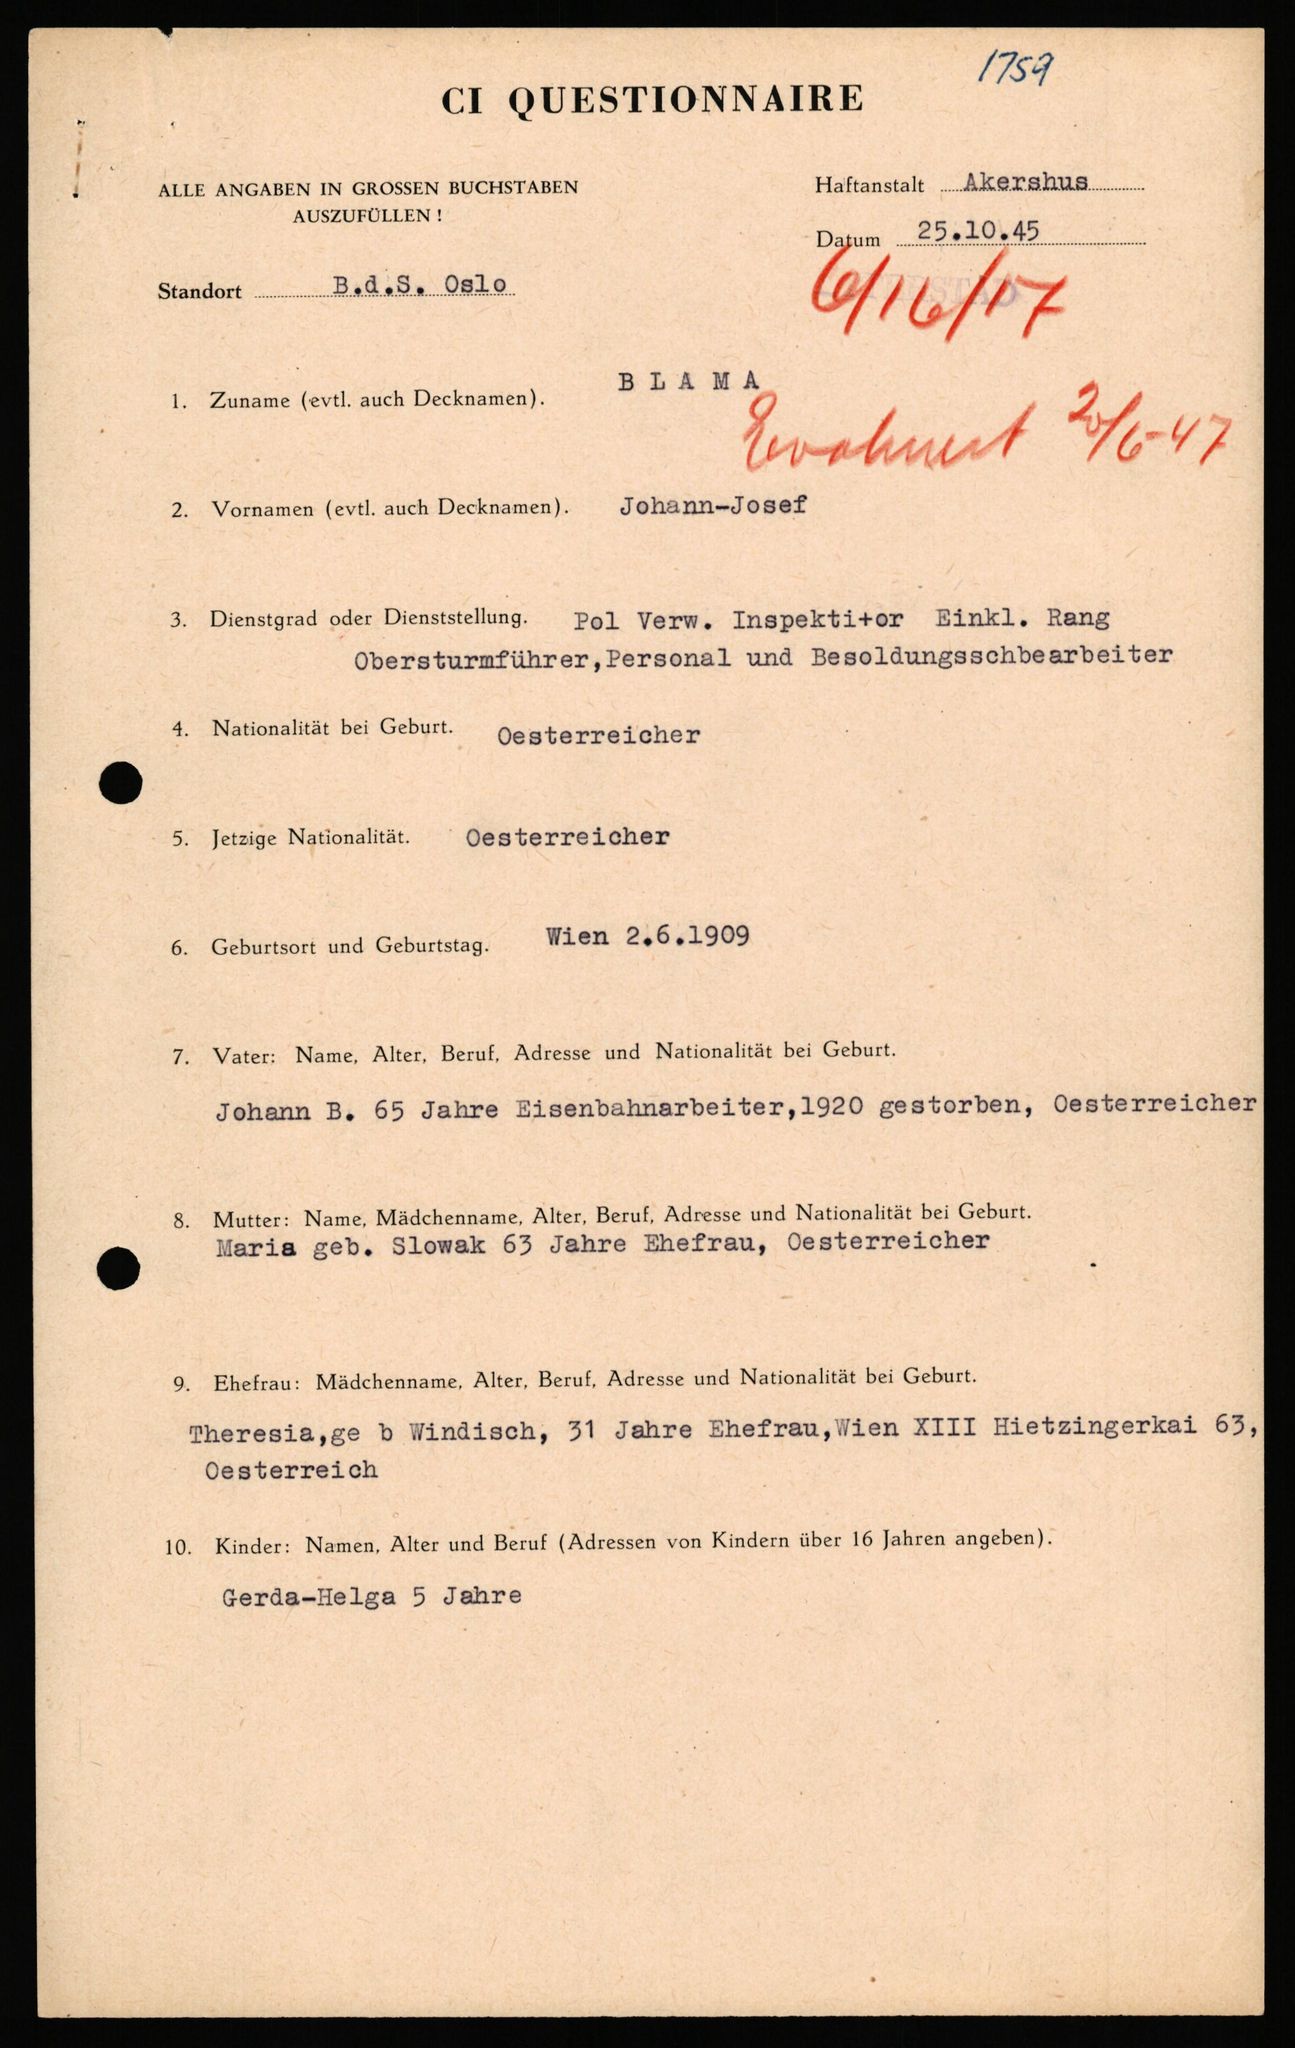 1759
CI QUESTIONNAIRE
ALLE ANGABEN IN GROSSEN BUCHSTABEN
AUSZUFÜLLEN !
Haftanstalt Akershus
Datum 25.10.45
Standort B.d.S. Oslo
6/16/17
1. Zuname (evtl. auch Decknamen). B L A M A
20/6-47
2. Vornamen (evtl. auch Decknamen). Johann-Josef
3. Dienstgrad oder Dienststellung. Pol Verw. Inspekti+or Einkl. Rang
Obersturmführer,Personal und Besoldungsschbearbeiter
4. Nationalität bei Geburt. Oesterreicher
5. Jetzige Nationalität. Oesterreicher
6. Geburtsort und Geburtstag. Wien 2.6.1909
7. Vater: Name, Alter, Beruf, Adresse und Nationalität bei Geburt.
Johann B. 65 Jahre Eisenbahnarbeiter,1920 gestorben, Oesterreicher
8. Mutter: Name, Mädchenname, Alter, Beruf, Adresse und Nationalität bei Geburt.
Maria geb. Slowak 63 Jahre Ehefrau, Oesterreicher
9. Ehefrau: Mädchenname, Alter, Beruf, Adresse und Nationalität bei Geburt.
Theresia,ge b Windisch, 31 Jahre Ehefrau,Wien XIII Hietzingerkai 63,
Oesterreich
10. Kinder: Namen, Alter und Beruf (Adressen von Kindern über 16 Jahren angeben).
Gerda-Helga 5 Jahre